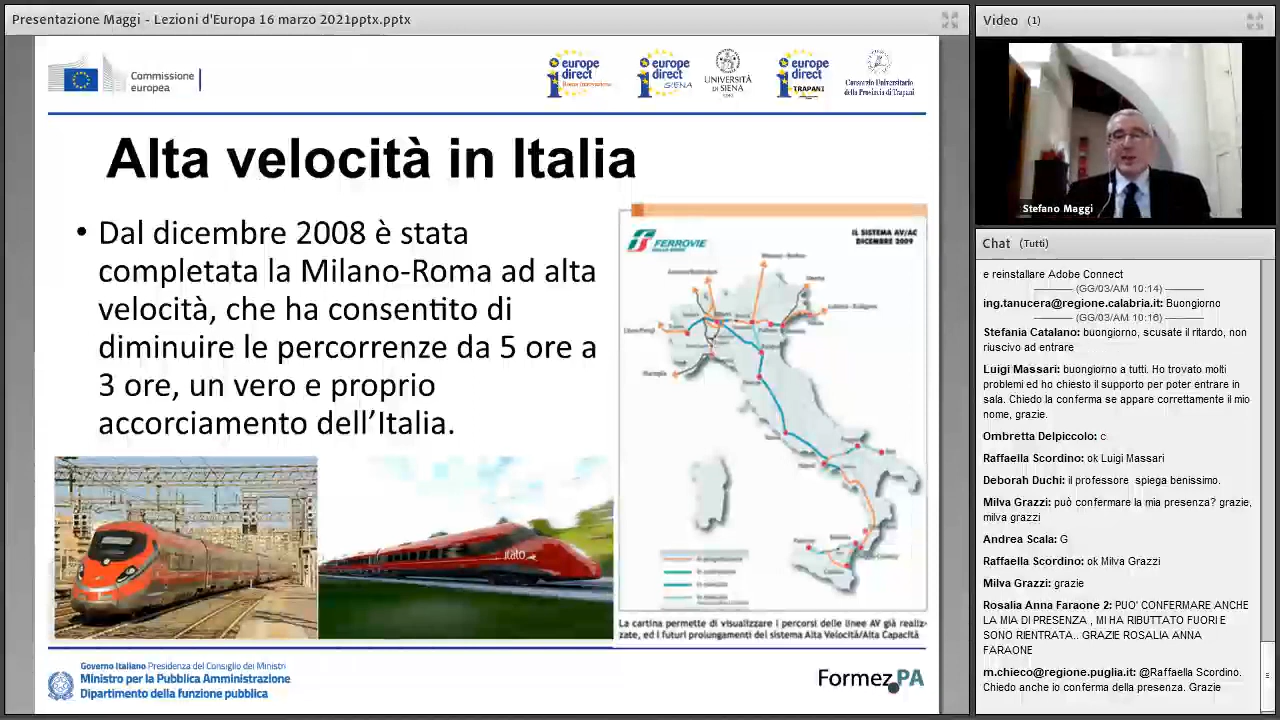 Presentazione Maggi - Lezioni d'Europa 16 marzo 2021pptx.pptx
Commissione
europea
europe
direct
europe
direct
SIENA
UNIVERSITÀ
DI SIENA
europe
direct
TRAPANI
Consorzio Universitario
della Provincia di Trapani
Alta velocità in Italia
• Dal dicembre 2008 è stata
completata la Milano-Roma ad alta
velocità, che ha consentito di
diminuire le percorrenze da 5 ore a
3 ore, un vero e proprio
accorciamento dell'Italia.
FERROVIE
IL SISTEMA AV/AC
DICEMBRE 2009
italo
La cartina permette di visualizzare i percorsi delle linee AV già realiz-
zate, ed i futuri prolungamenti del sistema Alta Velocità/Alta Capacità
Governo Italiano Presidenza del Consiglio dei Ministri
Ministro per la Pubblica Amministrazione
Dipartimento della funzione pubblica
Formez PA
Video (1)
Stefano Maggi
Chat (Tutti)
e reinstallare Adobe Connect
(GG/03/AM 10:14)
ing.tanucera@regione.calabria.it: Buongiorno
(GG/03/AM 10:16)
Stefania Catalano: buongiorno, scusate il ritardo, non
riuscivo ad entrare
Luigi Massari: buongiorno a tutti. Ho trovato molti
problemi ed ho chiesto il supporto per poter entrare in
sala. Chiedo la conferma se appare correttamente il mio
nome, grazie.
Ombretta Delpiccolo: c
Raffaella Scordino: ok Luigi Massari
Deborah Duchi: il professore spiega benissimo.
Milva Grazzi: può confermare la mia presenza? grazie,
milva grazzi
Andrea Scala: G
Raffaella Scordino: ok Milva Grazzi
Milva Grazzi: grazie
Rosalia Anna Faraone 2: PUO' CONFERMARE ANCHE
LA MIA DI PRESENZA , MI HA RIBUTTATO FUORI E
SONO RIENTRATA.. GRAZIE ROSALIA ANNA
FARAONE
m.chieco@regione.puglia.it: @Raffaella Scordino.
Chiedo anche io conferma della presenza. Grazie